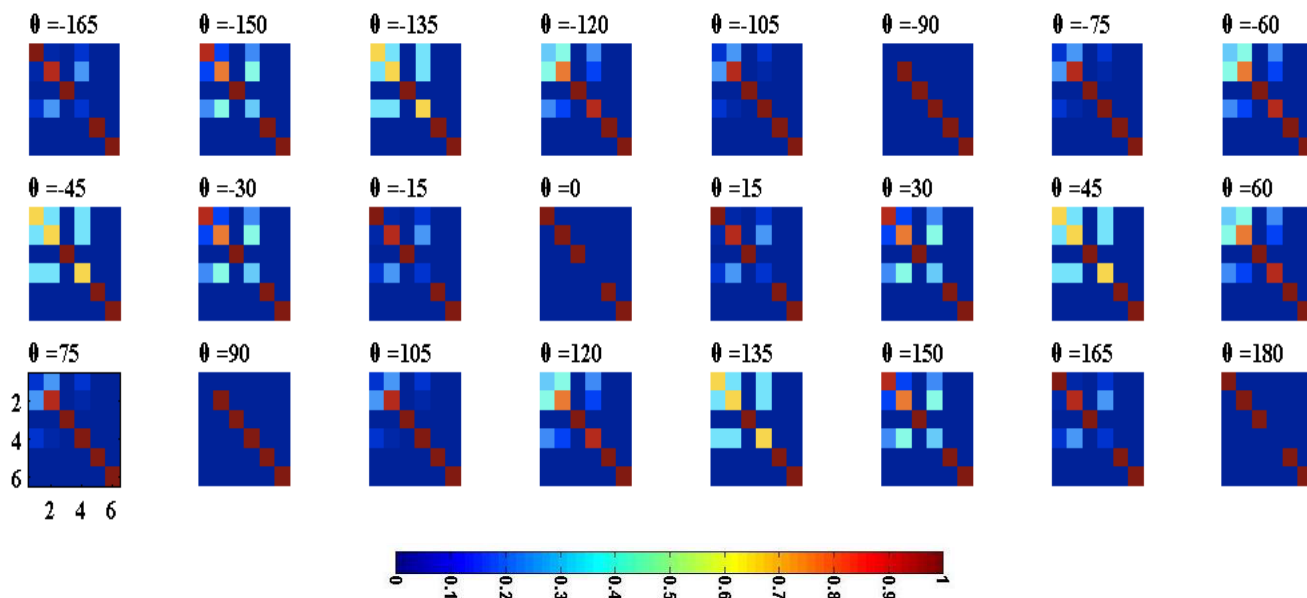 θ =-165 θ =-150 θ =-135 θ =-120 θ =-105 θ =-90 θ =-75 θ =-60
θ =-45 θ =-30 θ =-15 θ =0 θ =15 θ =30 θ =45 θ =60
θ =75 θ =90 θ =105 θ =120 θ =135 θ =150 θ =165 θ =180
2
4
6
2 4 6
0 0.1 0.2 0.3 0.4 0.5 0.6 0.7 0.8 0.9 1